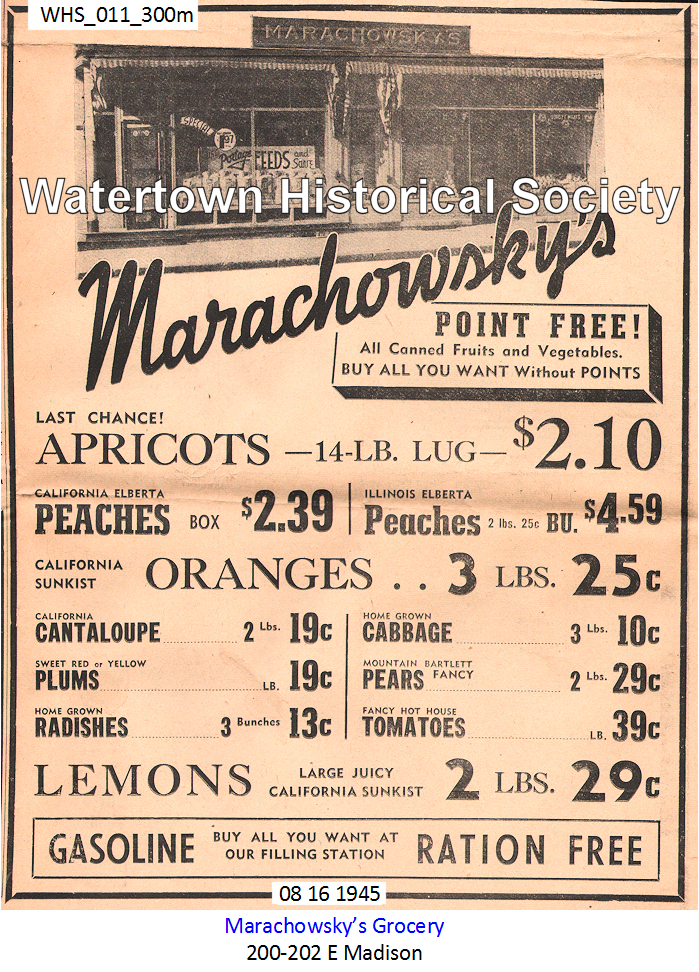 WHS_011_300m
MARACHOWSKY'S
SPECIAL
197
Portage FEEDS and Save
Watertown Historical Society
Marachowsky's
POINT FREE!
All Canned Fruits and Vegetables.
BUY ALL YOU WANT Without POINTS
LAST CHANCE!
APRICOTS —14-LB. LUG— $2.10
CALIFORNIA ELBERTA
PEACHES BOX $2.39
ILLINOIS ELBERTA
Peaches 2 lbs. 25c BU. $4.59
CALIFORNIA
SUNKIST
ORANGES . . 3 LBS. 25c
CALIFORNIA
CANTALOUPE 2 Lbs. 19c
HOME GROWN
CABBAGE 3 Lbs. 10c
SWEET RED or YELLOW
PLUMS LB. 19c
MOUNTAIN BARTLETT
PEARS FANCY 2 Lbs. 29c
HOME GROWN
RADISHES 3 Bunches 13c
FANCY HOT HOUSE
TOMATOES LB. 39c
LEMONS LARGE JUICY
CALIFORNIA SUNKIST 2 LBS. 29c
GASOLINE BUY ALL YOU WANT AT
OUR FILLING STATION RATION FREE
08 16 1945
Marachowsky's Grocery
200-202 E Madison